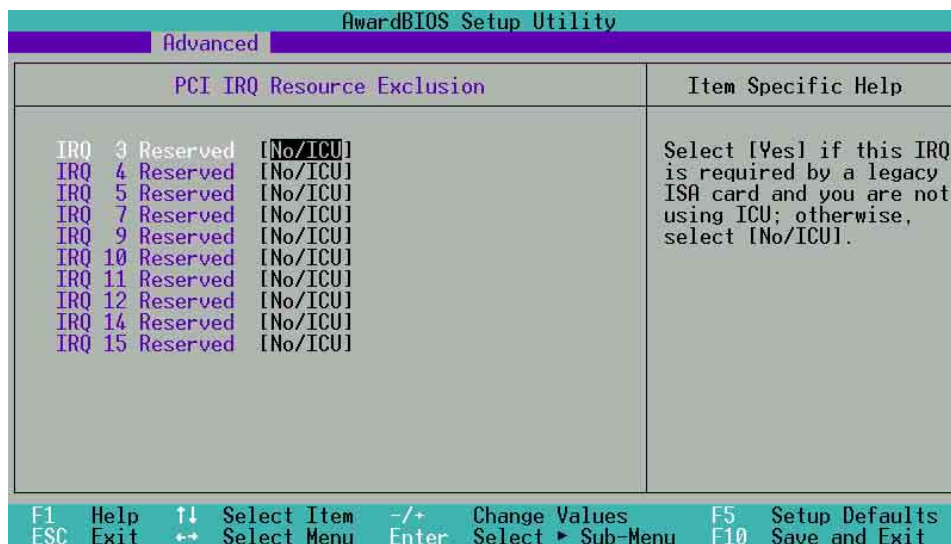 AwardBIOS Setup Utility
Advanced
PCI IRQ Resource Exclusion
IRQ 3 Reserved [No/ICU]
IRQ 4 Reserved [No/ICU]
IRQ 5 Reserved [No/ICU]
IRQ 7 Reserved [No/ICU]
IRQ 9 Reserved [No/ICU]
IRQ 10 Reserved [No/ICU]
IRQ 11 Reserved [No/ICU]
IRQ 12 Reserved [No/ICU]
IRQ 14 Reserved [No/ICU]
IRQ 15 Reserved [No/ICU]
Item Specific Help
Select [Yes] if this IRQ
is required by a legacy
ISA card and you are not
using ICU; otherwise,
select [No/ICU].
F1 Help ↑↓ Select Item -/+ Change Values F5 Setup Defaults
ESC Exit ←→ Select Menu Enter Select ► Sub-Menu F10 Save and Exit